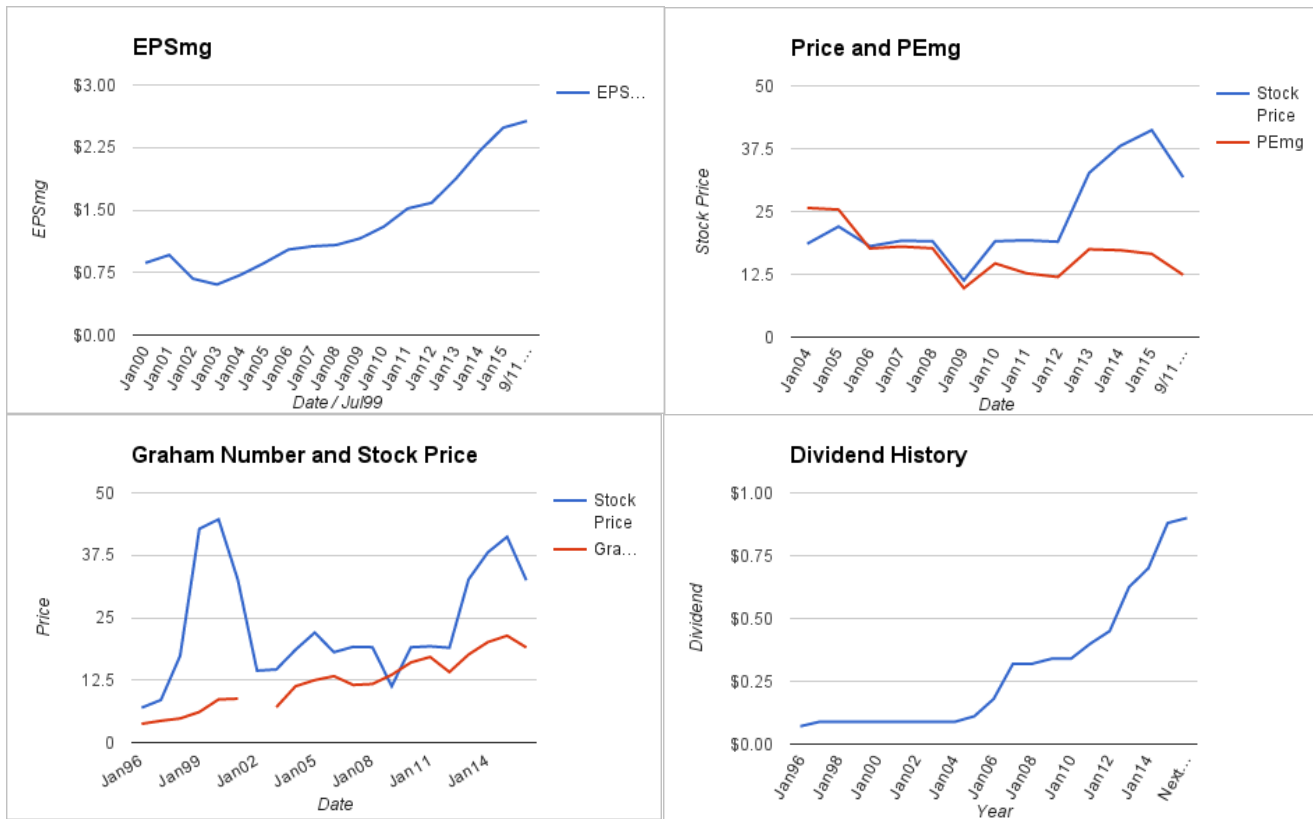 EPSmg
$3.00
$2.25
$1.50
$0.75
$0.00
EPSmg
EPS...
Jan00
Jan01
Jan02
Jan03
Jan04
Jan05
Jan06
Jan07
Jan08
Jan09
Jan10
Jan11
Jan12
Jan13
Jan14
Jan15
9/11...
Date / Jul99
Price and PEmg
50
37.5
25
12.5
0
Stock Price
Stock
Price
PEmg
Jan04
Jan05
Jan06
Jan07
Jan08
Jan09
Jan10
Jan11
Jan12
Jan13
Jan14
Jan15
9/11...
Date
Graham Number and Stock Price
50
37.5
25
12.5
0
Price
Stock
Price
Gra...
Jan96
Jan99
Jan02
Jan05
Jan08
Jan11
Jan14
Date
Dividend History
$1.00
$0.75
$0.50
$0.25
$0.00
Dividend
Jan96
Jan98
Jan00
Jan02
Jan04
Jan06
Jan08
Jan10
Jan12
Jan14
Next...
Year